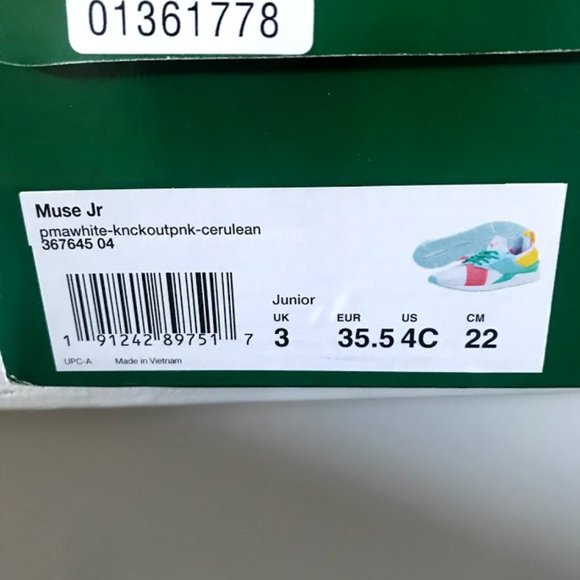 01361778
Muse Jr
pmawhite-knckoutpnk-cerulean
367645 04
Junior
UK EUR US CM
3 35.5 4C 22
1 91242 89751 7
UPC-A Made in Vietnam